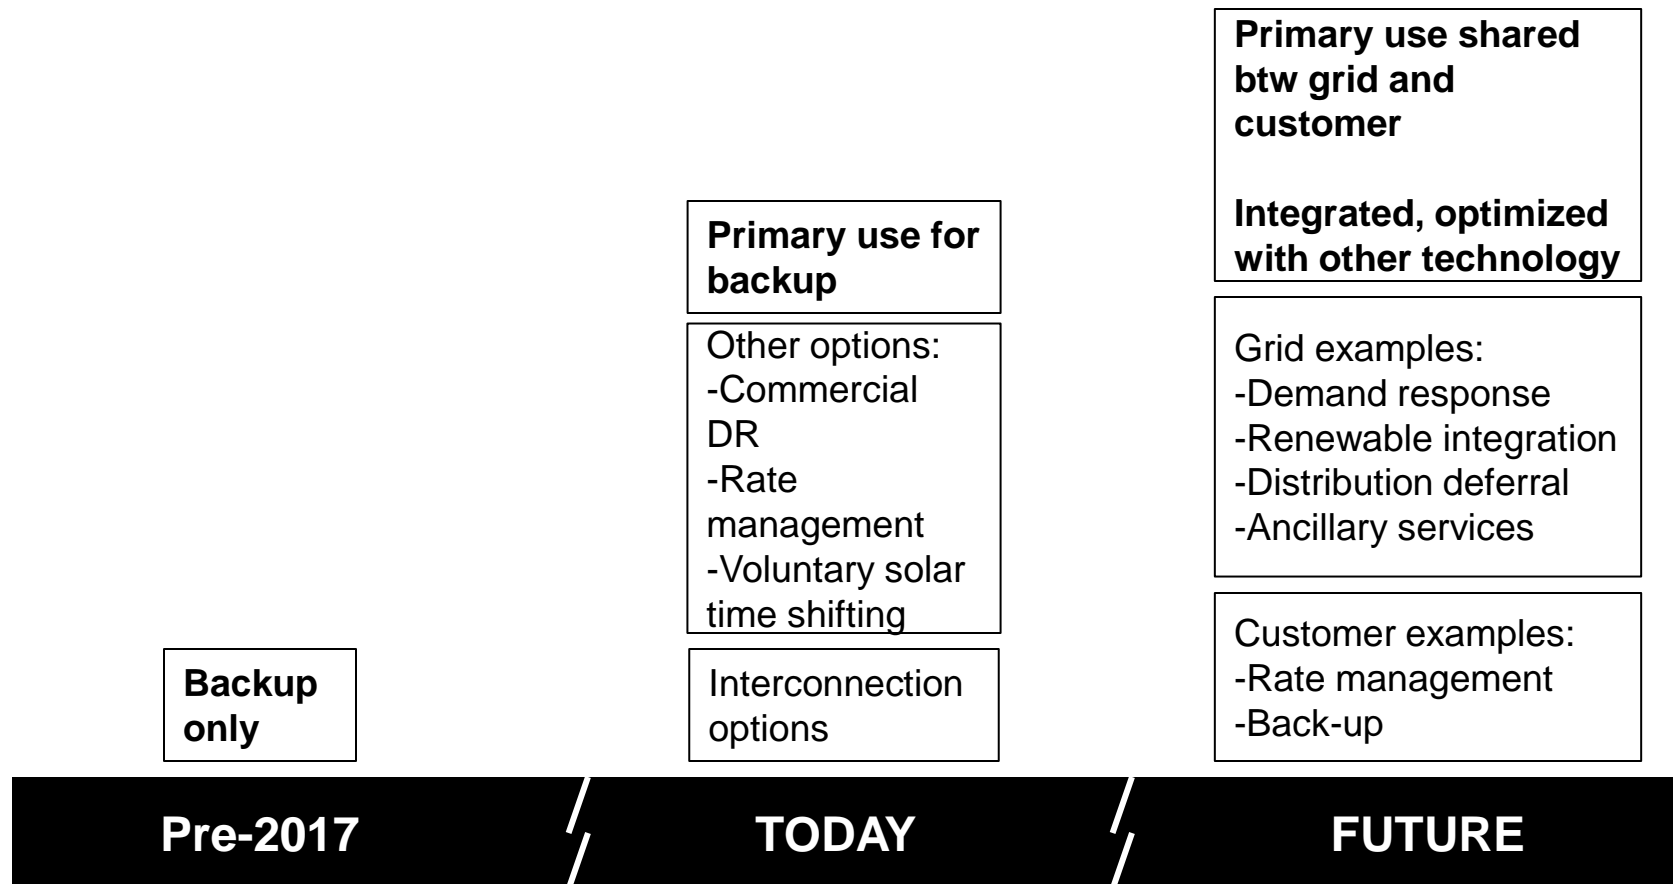 Backup
only
Primary use for
backup
Other options:
-Commercial
DR
-Rate
management
-Voluntary solar
time shifting
Interconnection
options
Primary use shared
btw grid and
customer
Integrated, optimized
with other technology
Grid examples:
-Demand response
-Renewable integration
-Distribution deferral
-Ancillary services
Customer examples:
-Rate management
-Back-up
Pre-2017
TODAY
FUTURE